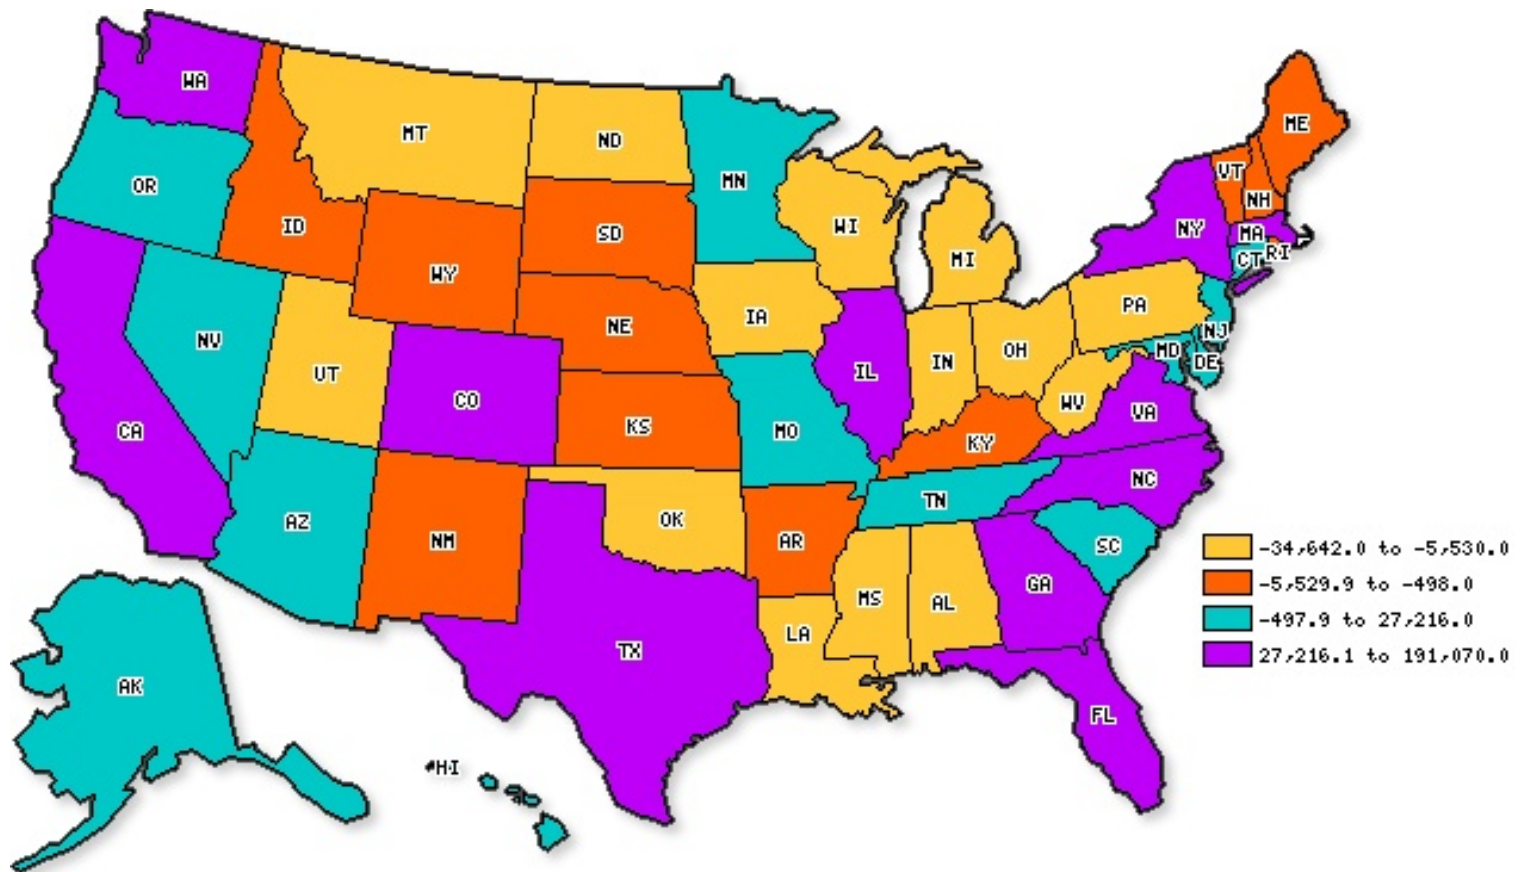 WA
MT
ND
MN
ME
VT
NH
OR
ID
SD
WI
MI
NY
MA
CT
RI
WY
NE
IA
PA
NJ
NV
UT
CO
IL
IN
OH
MD
DE
CA
KS
MO
KY
WV
VA
AZ
NM
OK
AR
TN
NC
SC
MS
AL
GA
TX
LA
FL
AK
HI
-34,642.0 to -5,530.0
-5,529.9 to -498.0
-497.9 to 27,216.0
27,216.1 to 191,070.0